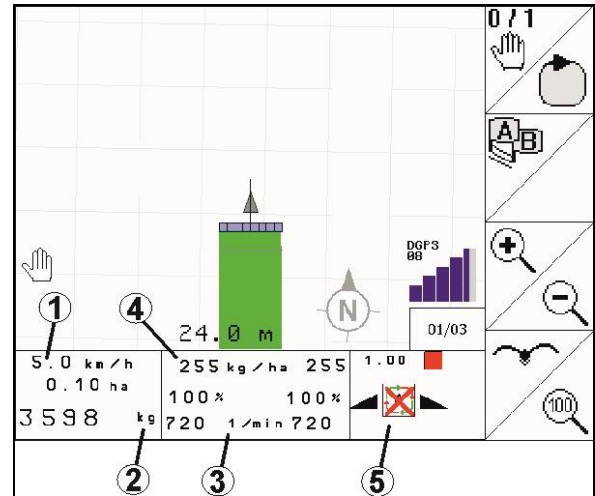 0/1
A B
DGPS
08
N
24.0 m
01/03
1 4
5.0 km/h
0.10 ha
3598 kg
255 kg/ha 255
100% 100%
720 1/min 720
1.00
100
2 3 5